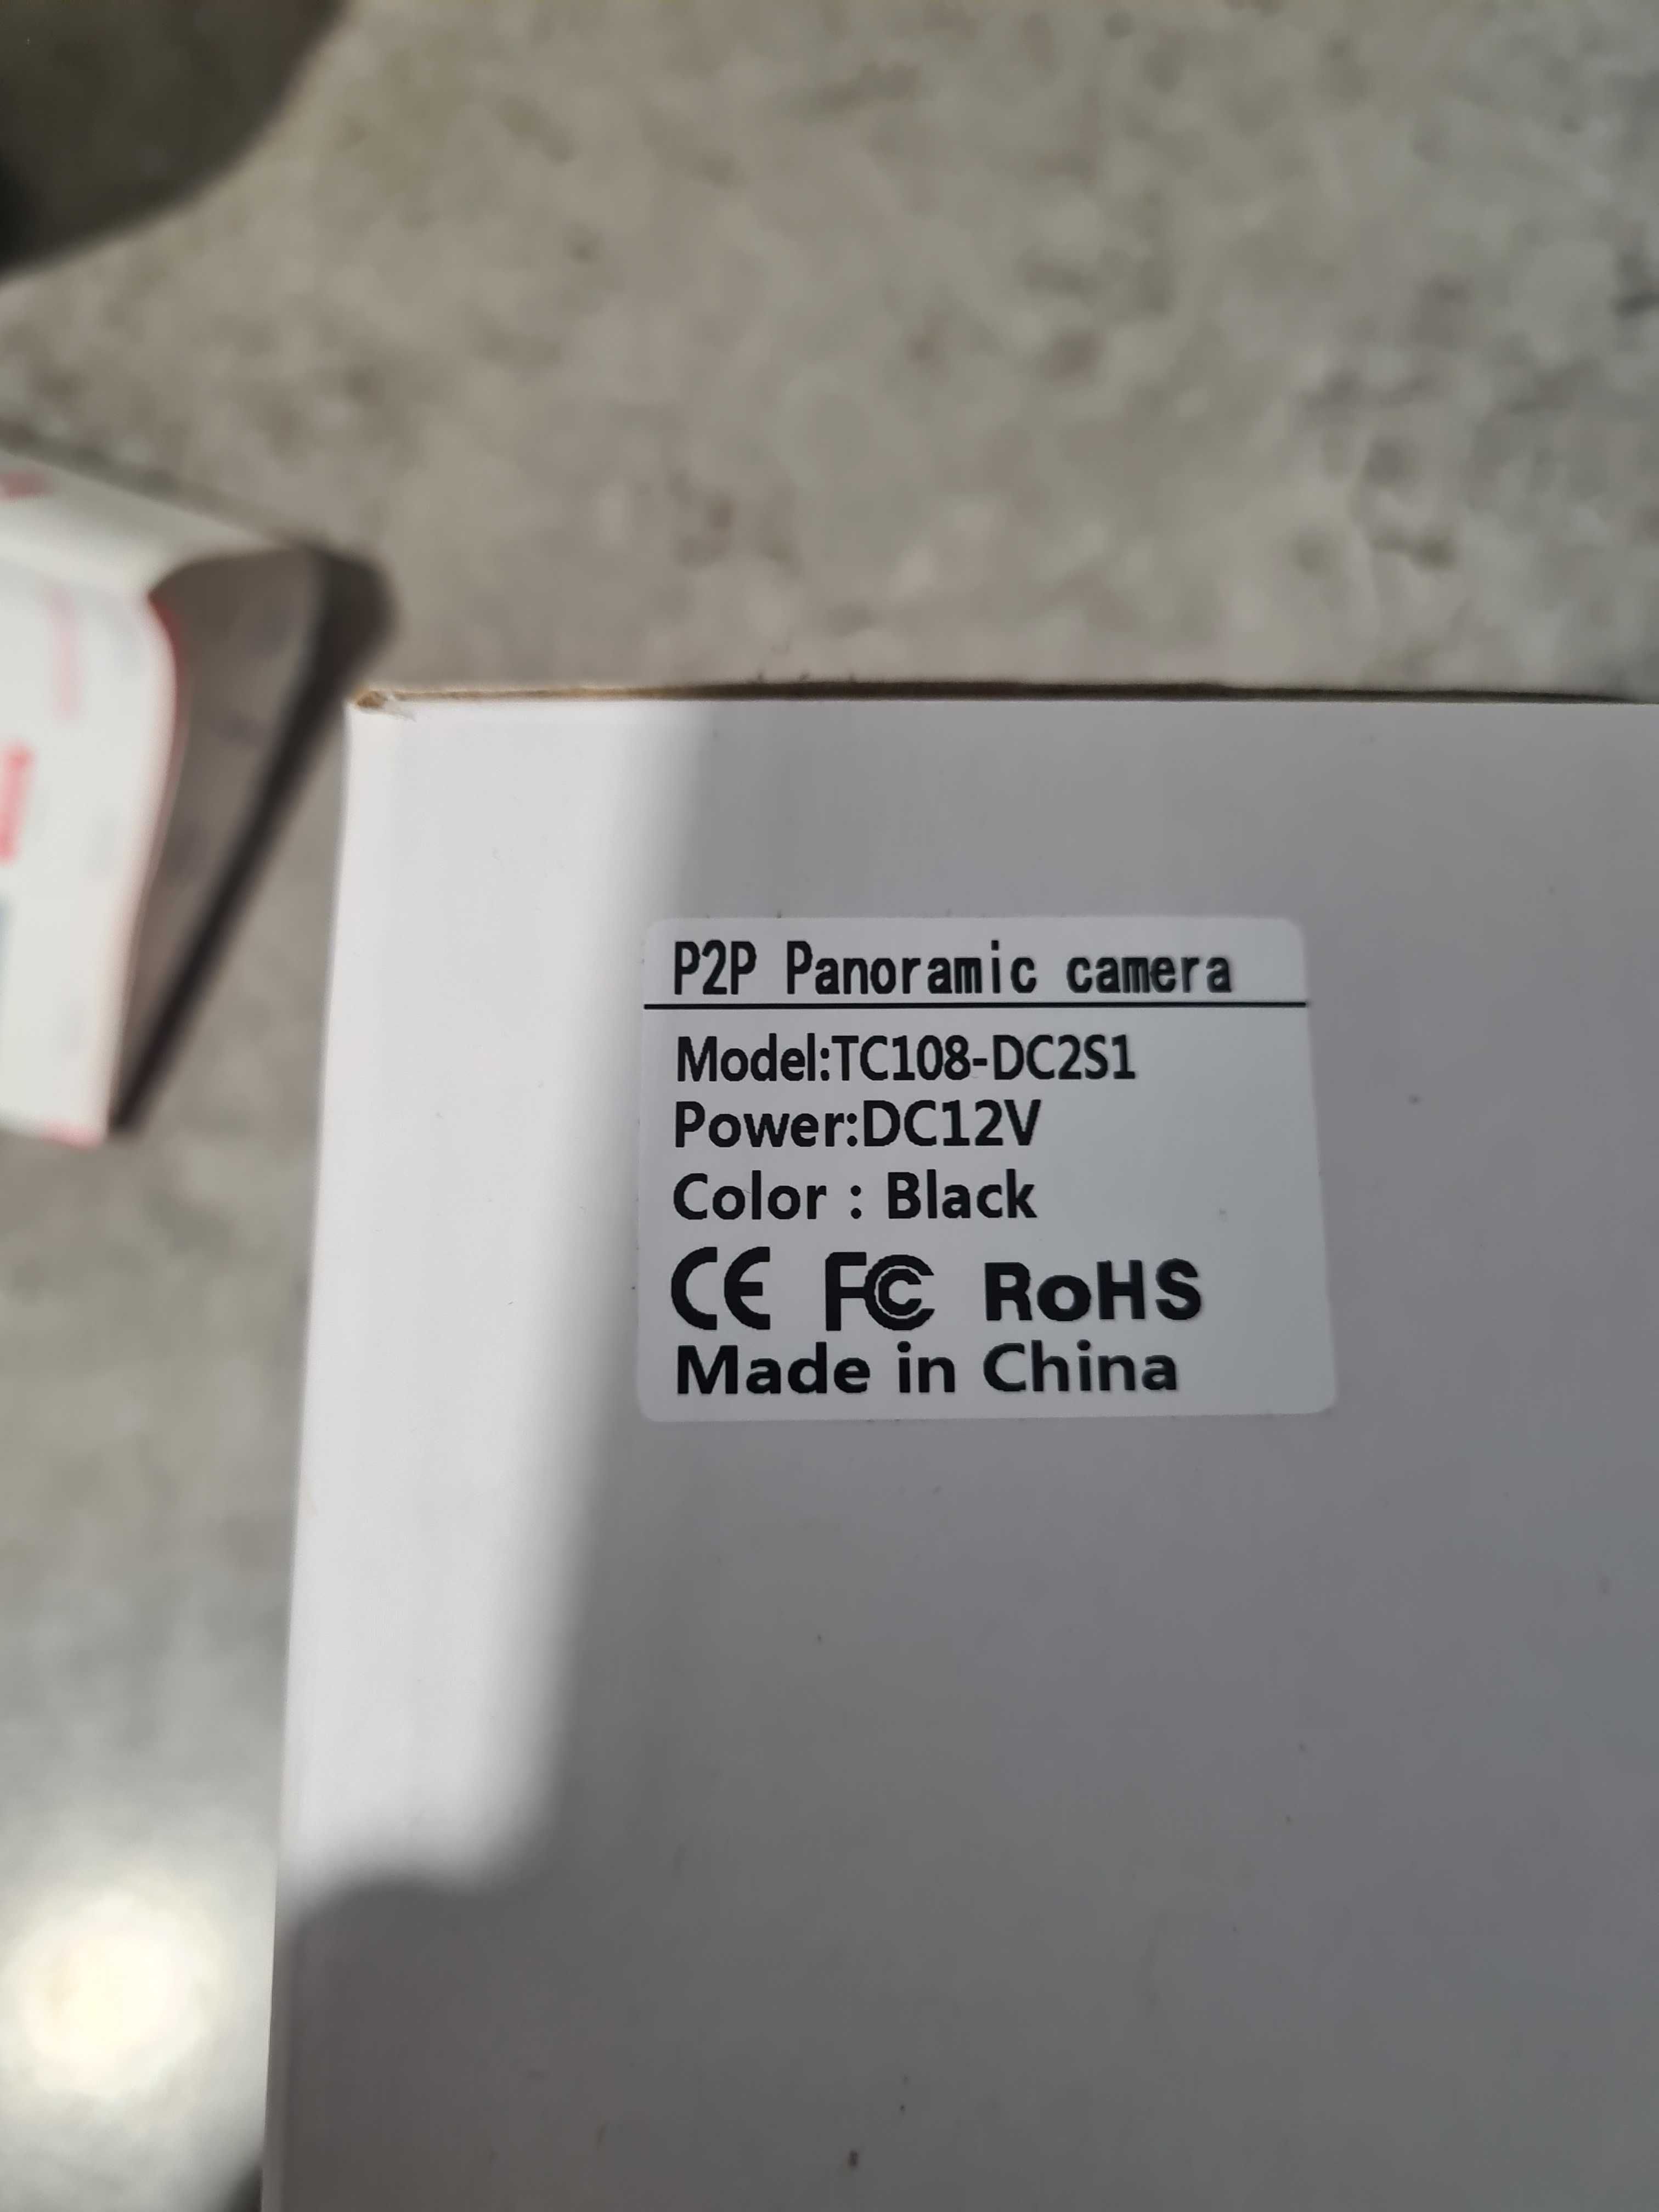 P2P Panoramic camera
Model:TC108-DC2S1
Power:DC12V
Color : Black
CE FC RoHS
Made in China